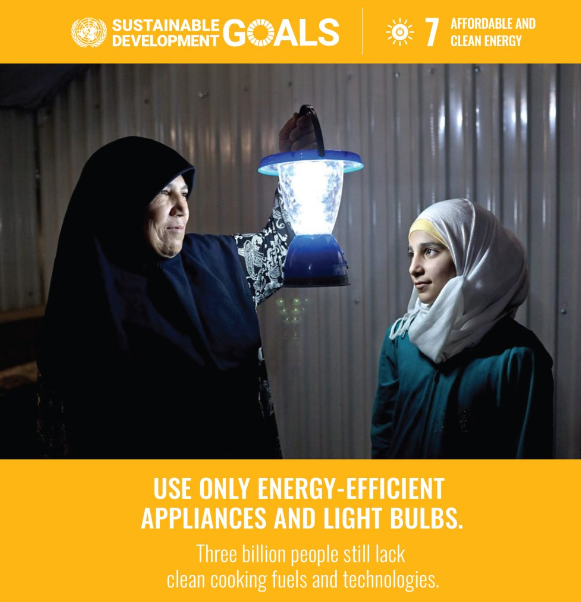 SUSTAINABLE
DEVELOPMENT GOALS
7 AFFORDABLE AND
CLEAN ENERGY
USE ONLY ENERGY-EFFICIENT
APPLIANCES AND LIGHT BULBS.
Three billion people still lack
clean cooking fuels and technologies.